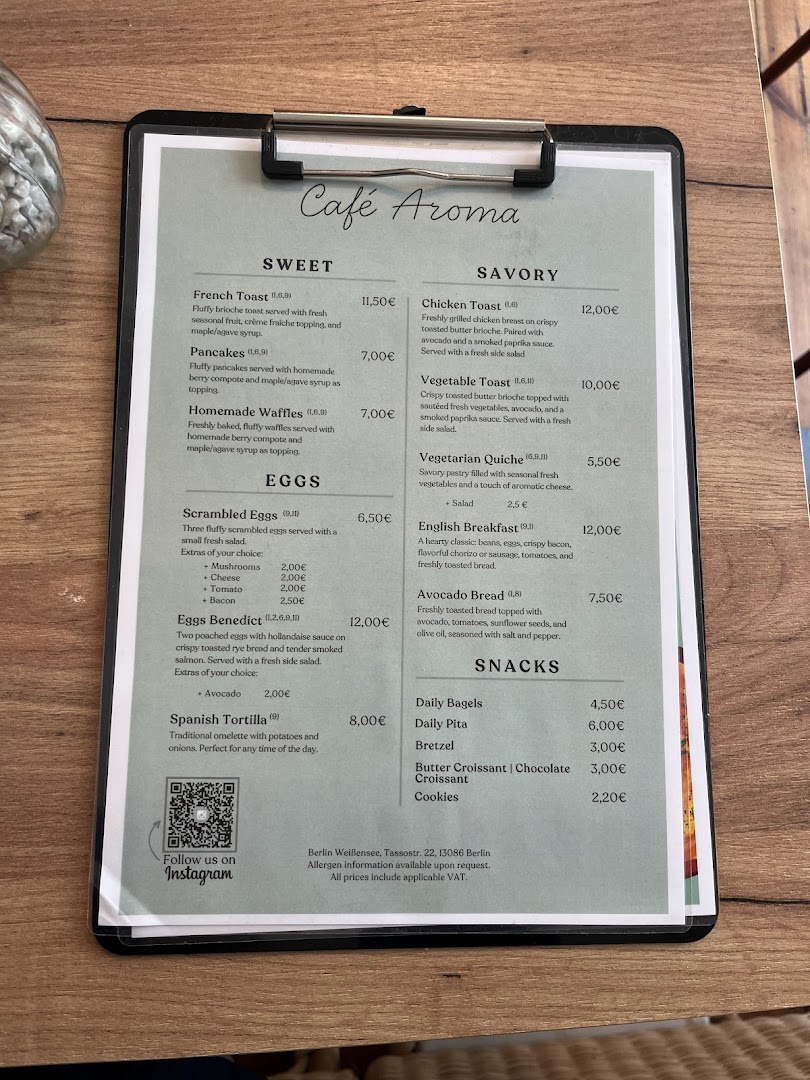 Café Aroma
SWEET
French Toast (1,6,9) 11,50€
Fluffy brioche toast served with fresh
seasonal fruit, crème fraiche topping, and
maple/agave syrup.
Pancakes (1,6,9) 7,00€
Fluffy pancakes served with homemade
berry compote and maple/agave syrup as
topping.
Homemade Waffles (1,6,9) 7,00€
Freshly baked, fluffy waffles served with
homemade berry compote and
maple/agave syrup as topping.
EGGS
Scrambled Eggs (9,11) 6,50€
Three fluffy scrambled eggs served with a
small fresh salad.
Extras of your choice:
+ Mushrooms 2,00€
+ Cheese 2,00€
+ Tomato 2,00€
+ Bacon 2,50€
Eggs Benedict (1,2,6,9,11) 12,00€
Two poached eggs with hollandaise sauce on
crispy toasted rye bread and tender smoked
salmon. Served with a fresh side salad.
Extras of your choice:
+ Avocado 2,00€
Spanish Tortilla (9) 8,00€
Traditional omelette with potatoes and
onions. Perfect for any time of the day.
SAVORY
Chicken Toast (1,6) 12,00€
Freshly grilled chicken breast on crispy
toasted butter brioche. Paired with
avocado and a smoked paprika sauce.
Served with a fresh side salad
Vegetable Toast (1,6,11) 10,00€
Crispy toasted butter brioche topped with
sautéed fresh vegetables, avocado, and a
smoked paprika sauce. Served with a fresh
side salad.
Vegetarian Quiche (6,9,11) 5,50€
Savory pastry filled with seasonal fresh
vegetables and a touch of aromatic cheese.
+ Salad 2,5 €
English Breakfast (9,1) 12,00€
A hearty classic: beans, eggs, crispy bacon,
flavorful chorizo or sausage, tomatoes, and
freshly toasted bread.
Avocado Bread (1,8) 7,50€
Freshly toasted bread topped with
avocado, tomatoes, sunflower seeds, and
olive oil, seasoned with salt and pepper.
SNACKS
Daily Bagels 4,50€
Daily Pita 6,00€
Bretzel 3,00€
Butter Croissant | Chocolate 3,00€
Croissant
Cookies 2,20€
Follow us on
Instagram
Berlin Weißensee, Tassostr. 22, 13086 Berlin
Allergen information available upon request.
All prices include applicable VAT.